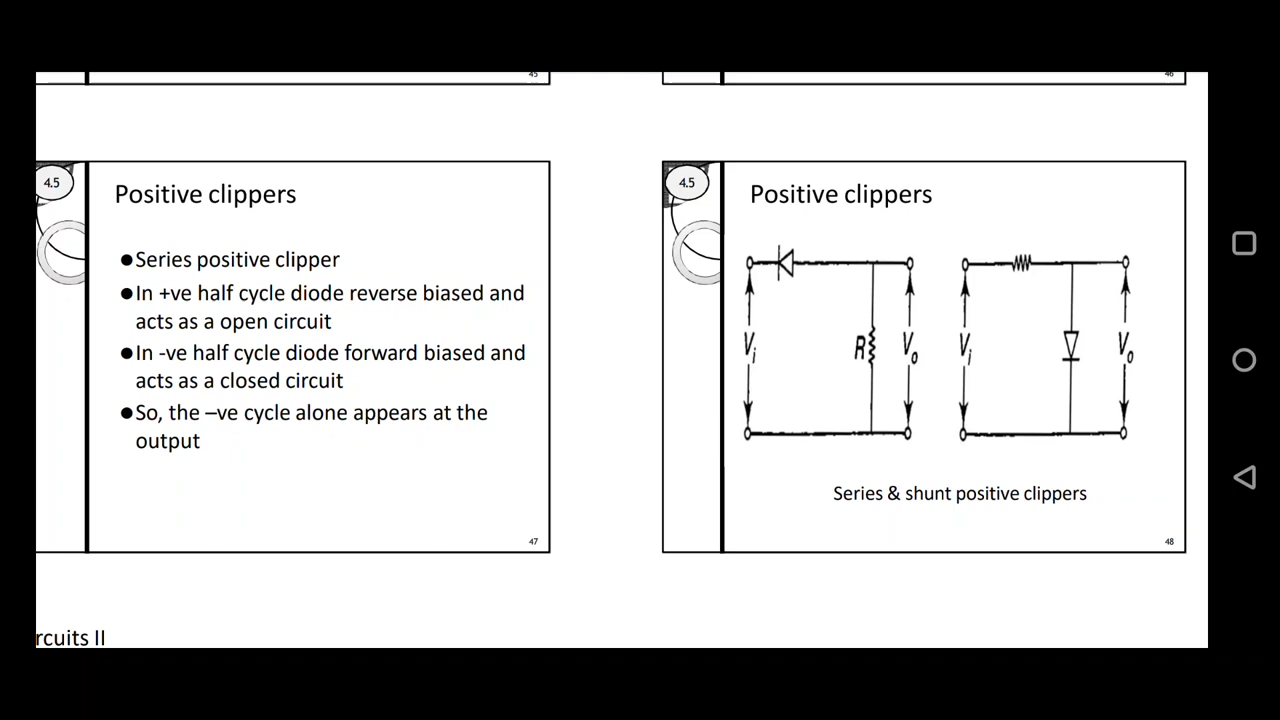 45
46
4.5
Positive clippers
●Series positive clipper
●In +ve half cycle diode reverse biased and
acts as a open circuit
●In -ve half cycle diode forward biased and
acts as a closed circuit
●So, the –ve cycle alone appears at the
output
47
4.5
Positive clippers
Vi
R
Vo
Vi
Vo
Series & shunt positive clippers
48
rcuits II